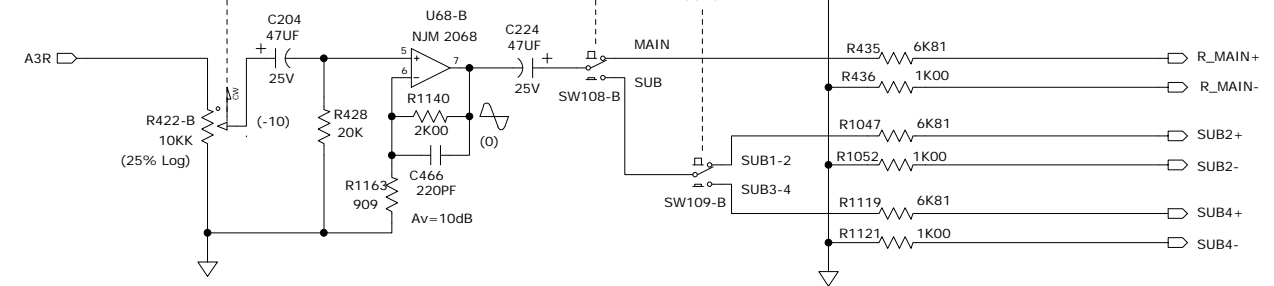 A3R
R422-B
10KK
(25% Log)
CW
(-10)
C204
47UF
+
25V
R428
20K
U68-B
NJM 2068
5
+
6
-
7
R1140
2K00
(0)
C466
220PF
R1163
909
Av=10dB
C224
47UF
+
25V
MAIN
SUB
SW108-B
SUB1-2
SUB3-4
SW109-B
R435
6K81
R_MAIN+
R436
1K00
R_MAIN-
R1047
6K81
SUB2+
R1052
1K00
SUB2-
R1119
6K81
SUB4+
R1121
1K00
SUB4-